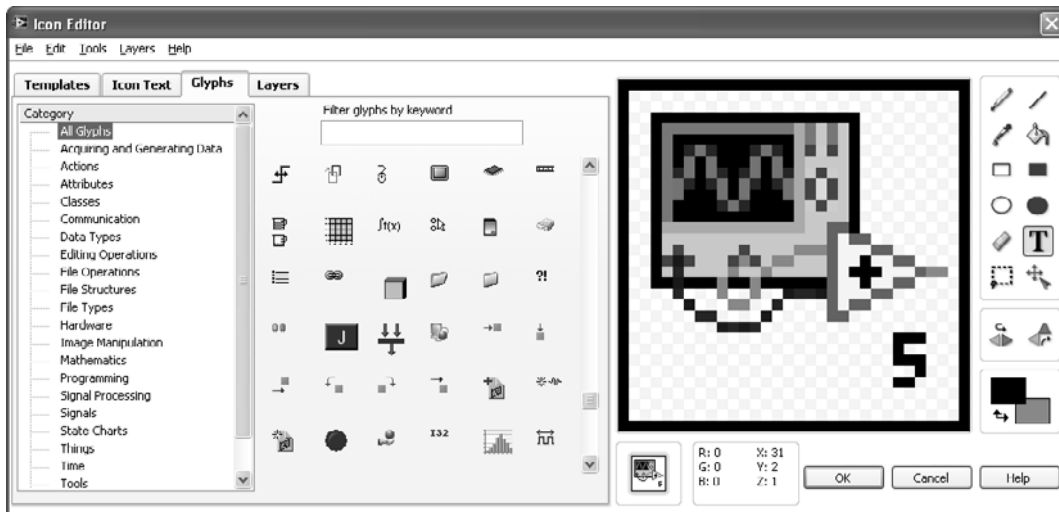 Icon Editor
File Edit Tools Layers Help
Templates Icon Text Glyphs Layers
Category
All Glyphs
Acquiring and Generating Data
Actions
Attributes
Classes
Communication
Data Types
Editing Operations
File Operations
File Structures
File Types
Hardware
Image Manipulation
Mathematics
Programming
Signal Processing
Signals
State Charts
Things
Time
Tools
Filter glyphs by keyword
∫f(x)
?!
J
I32
5
T
R: 0 X: 31
G: 0 Y: 2
B: 0 Z: 1
OK Cancel Help